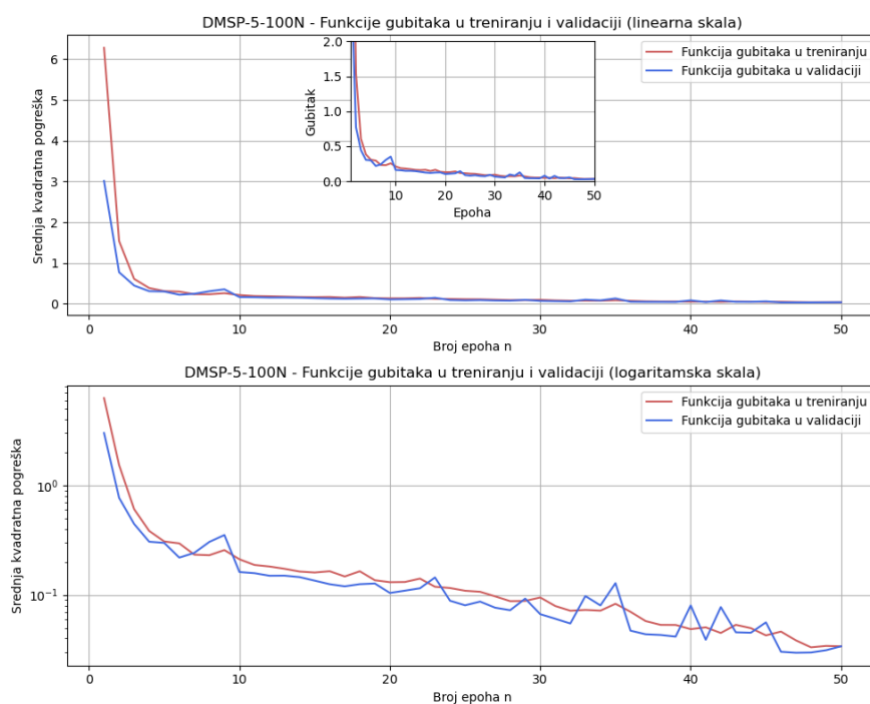 DMSP-5-100N - Funkcije gubitaka u treniranju i validaciji (linearna skala)
Srednja kvadratna pogreška
6
5
4
3
2
1
0
Gubitak
2.0
1.5
1.0
0.5
10 20 30 40 50
Epoha
Funkcija gubitaka u treniranju
Funkcija gubitaka u validaciji
0 10 20 30 40 50
Broj epoha n
DMSP-5-100N - Funkcije gubitaka u treniranju i validaciji (logaritamska skala)
Srednja kvadratna pogreška
10⁰
10⁻¹
Funkcija gubitaka u treniranju
Funkcija gubitaka u validaciji
0 10 20 30 40 50
Broj epoha n